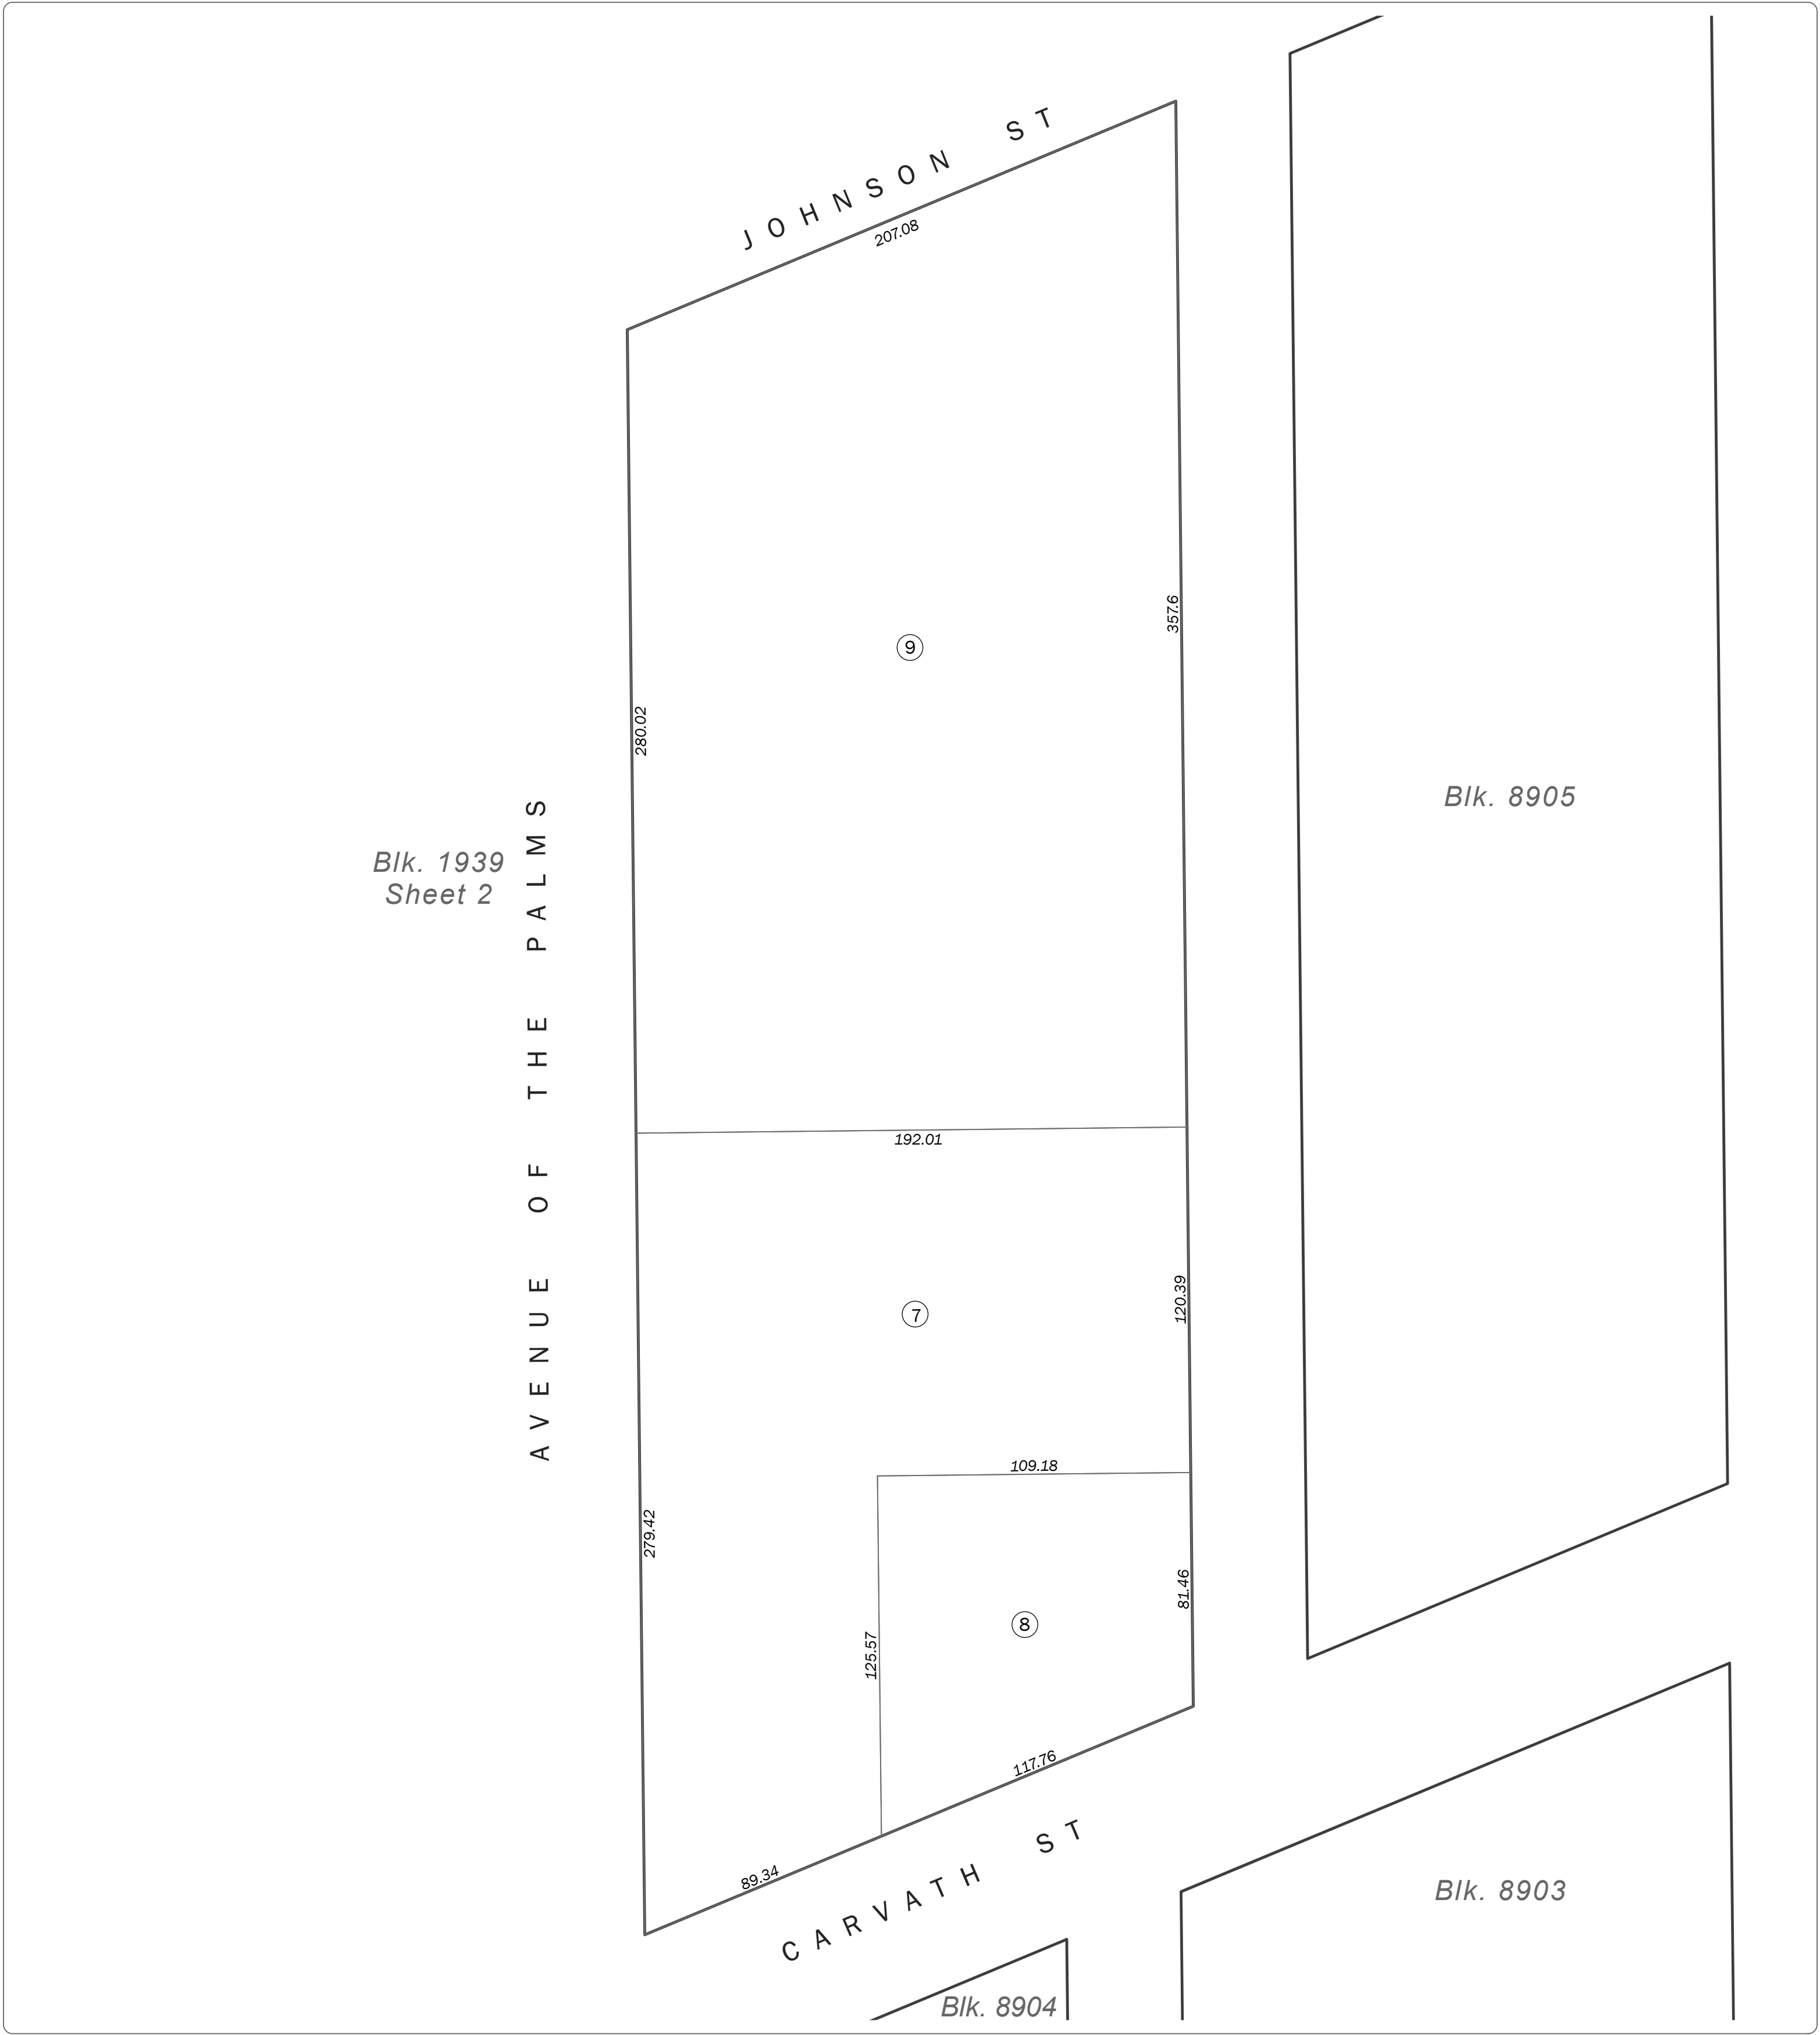 JOHNSON ST
207.08
357.6
9
280.02
Blk. 8905
Blk. 1939
Sheet 2
AVENUE OF THE PALMS
192.01
120.39
7
109.18
279.42
81.46
8
125.57
117.76
89.34
CARVATH ST
Blk. 8903
Blk. 8904